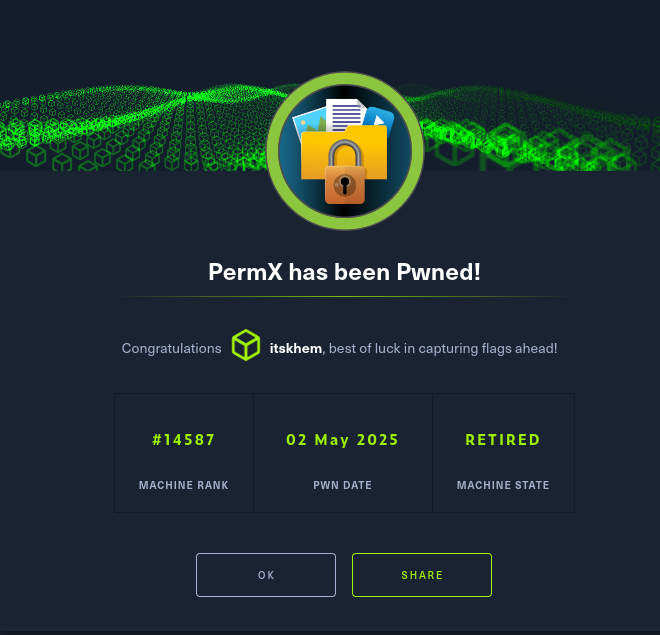 PermX has been Pwned!
Congratulations itskhem, best of luck in capturing flags ahead!
#14587 02 May 2025 RETIRED
MACHINE RANK PWN DATE MACHINE STATE
OK SHARE